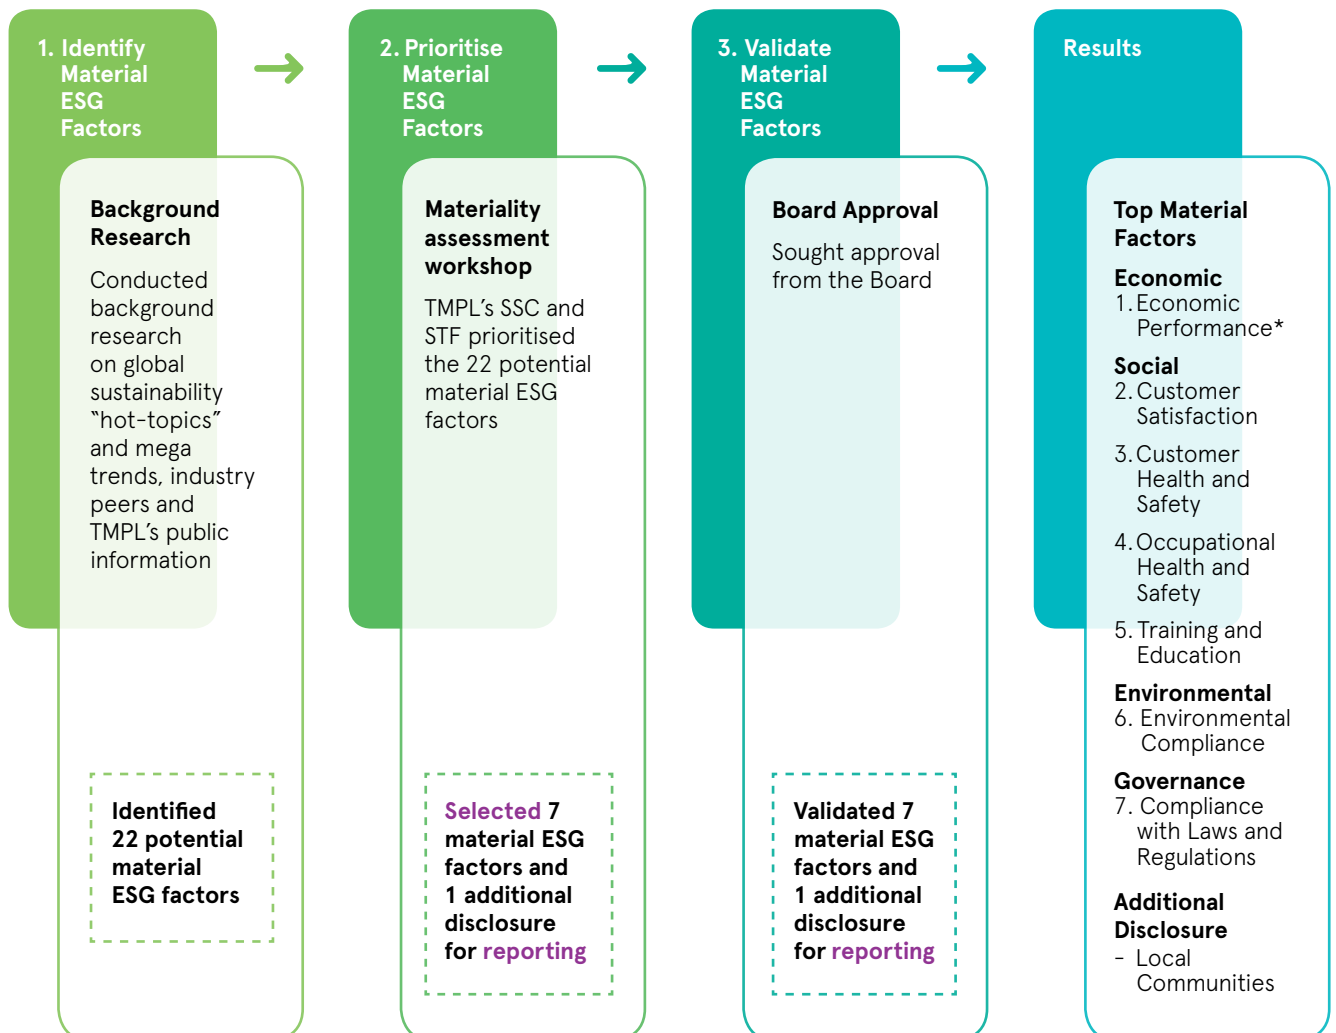 1. Identify
Material
ESG
Factors
Background
Research
Conducted
background
research
on global
sustainability
“hot-topics”
and mega
trends, industry
peers and
TMPL’s public
information
Identified
22 potential
material
ESG factors
2. Prioritise
Material
ESG
Factors
Materiality
assessment
workshop
TMPL’s SSC and
STF prioritised
the 22 potential
material ESG
factors
Selected 7
material ESG
factors and
1 additional
disclosure
for reporting
3. Validate
Material
ESG
Factors
Board Approval
Sought approval
from the Board
Validated 7
material ESG
factors and
1 additional
disclosure
for reporting
Results
Top Material
Factors
Economic
1. Economic
Performance*
Social
2. Customer
Satisfaction
3. Customer
Health and
Safety
4. Occupational
Health and
Safety
5. Training and
Education
Environmental
6. Environmental
Compliance
Governance
7. Compliance
with Laws and
Regulations
Additional
Disclosure
- Local
Communities